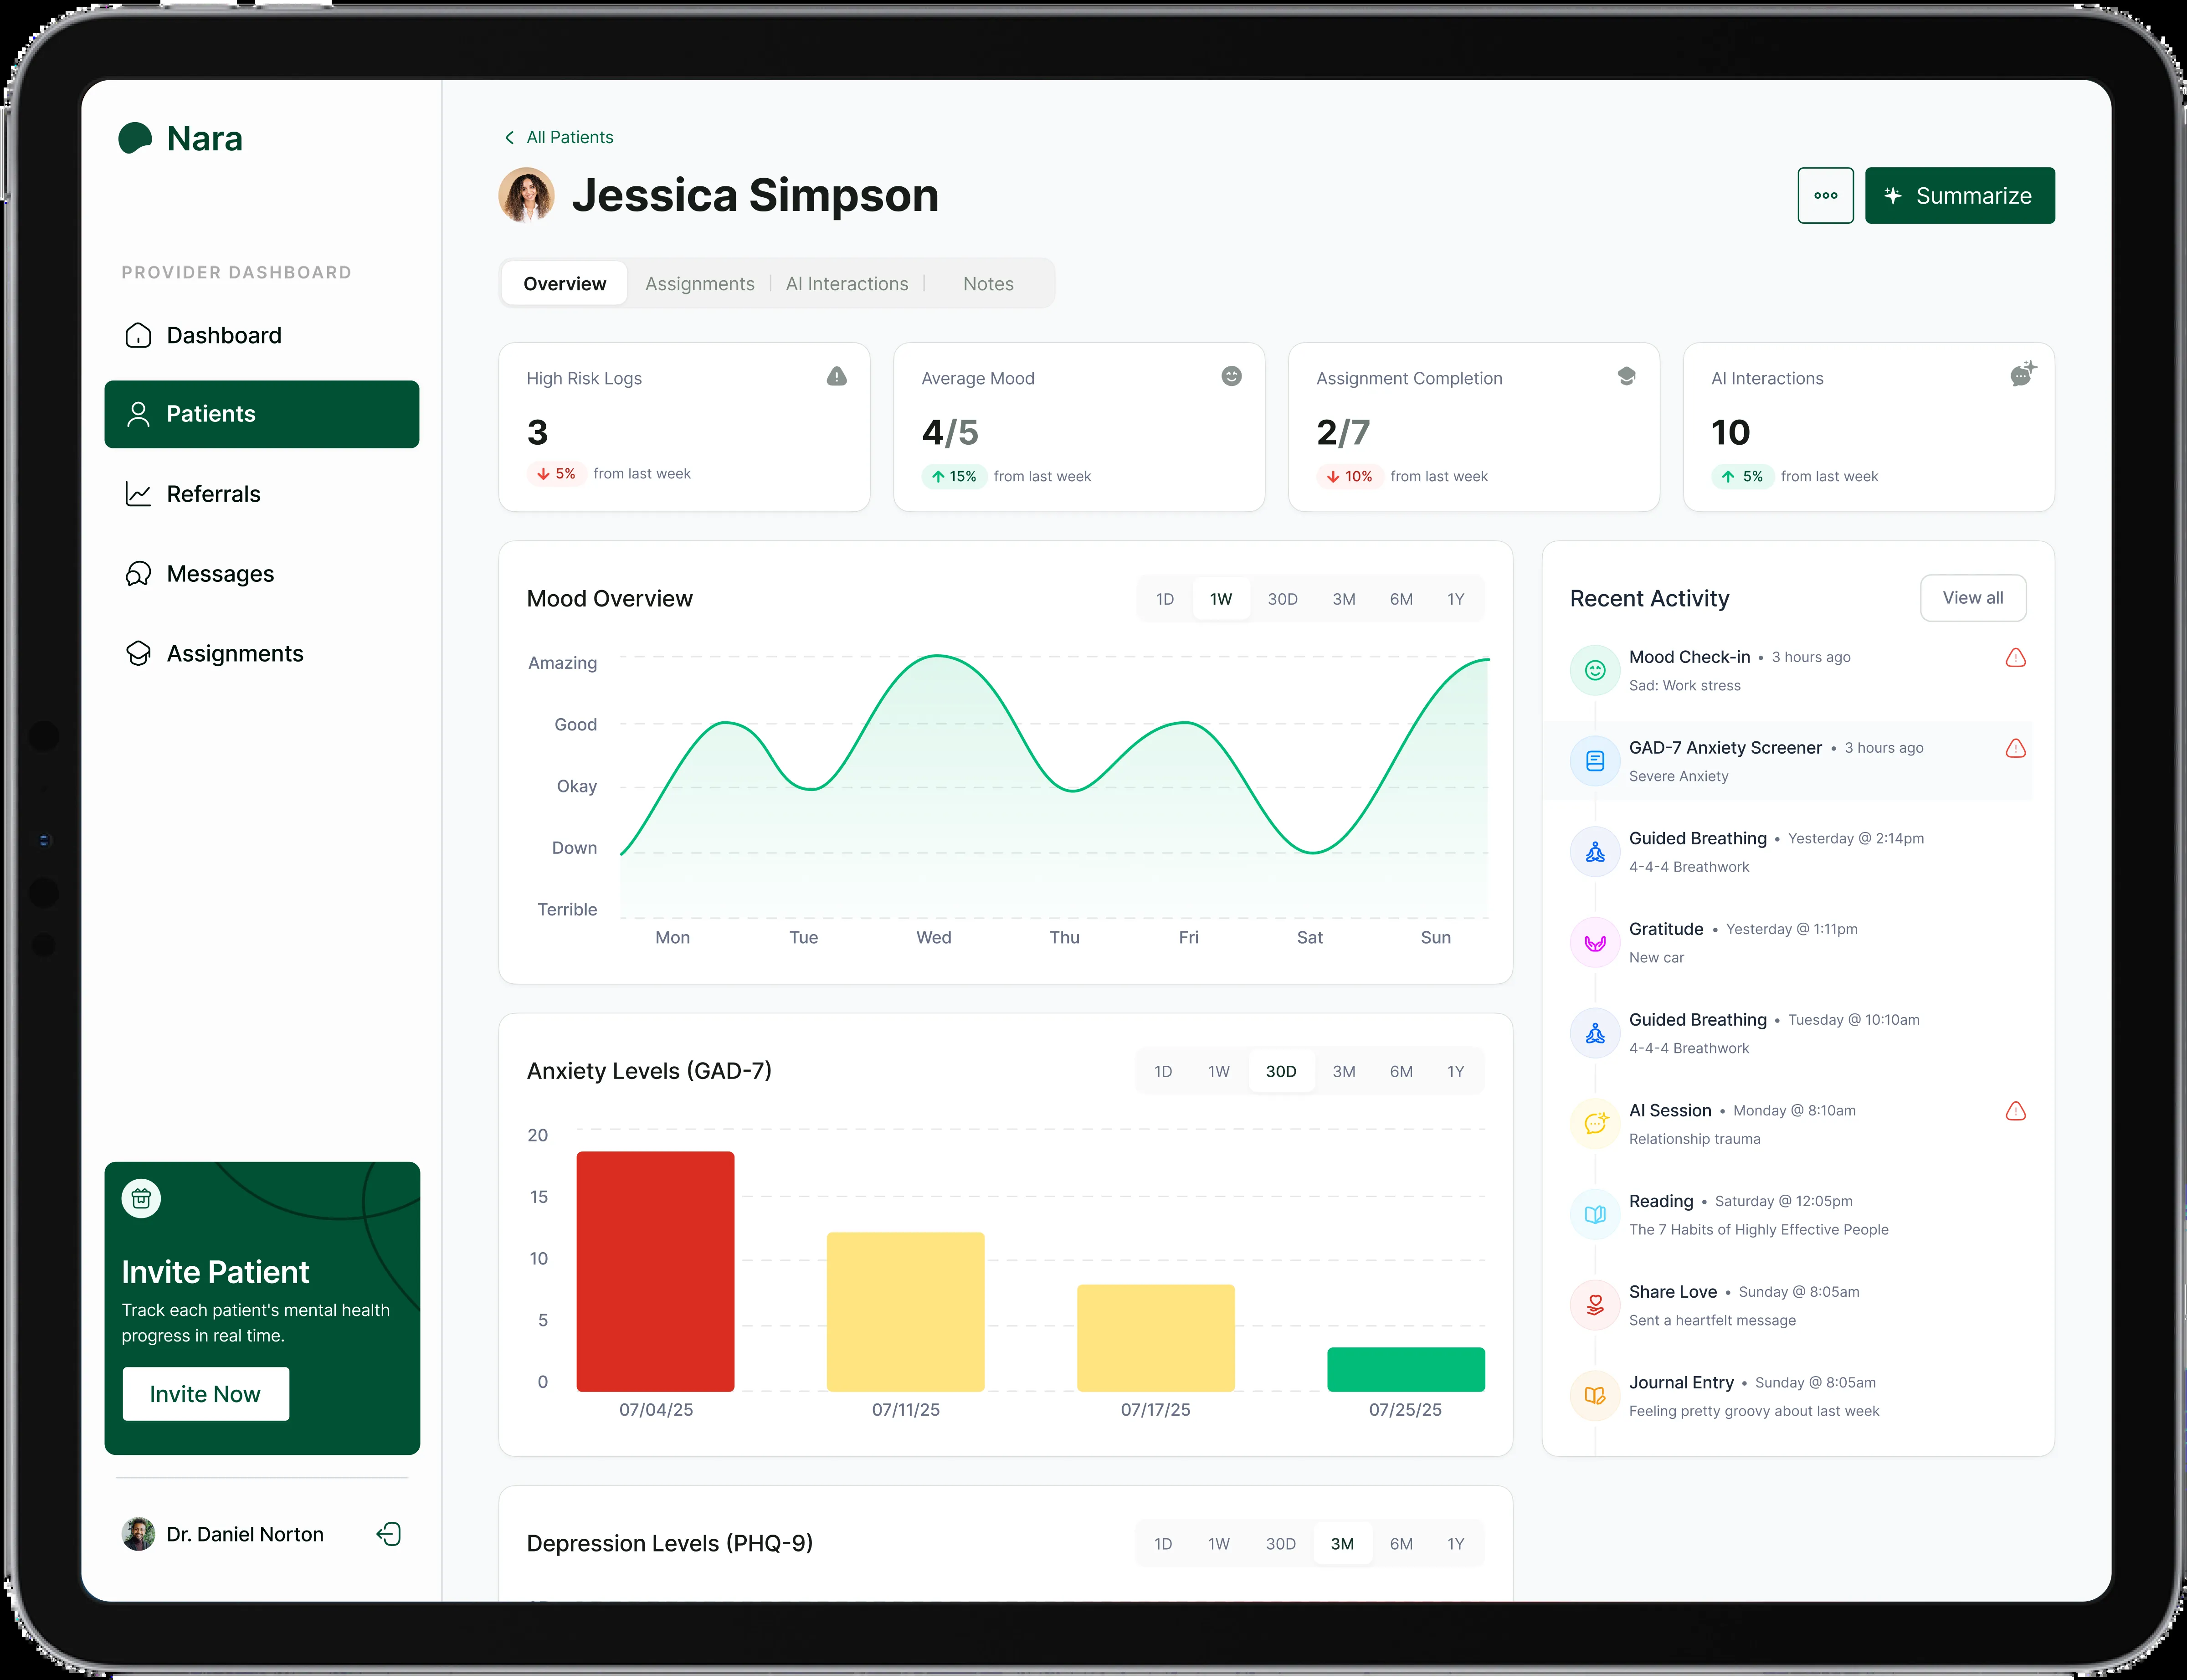 Nara
PROVIDER DASHBOARD
Dashboard
Patients
Referrals
Messages
Assignments
Invite Patient
Track each patient's mental health
progress in real time.
Invite Now
Dr. Daniel Norton
All Patients
Jessica Simpson
Summarize
Overview Assignments AI Interactions Notes
High Risk Logs
3
5% from last week
Average Mood
4/5
15% from last week
Assignment Completion
2/7
10% from last week
AI Interactions
10
5% from last week
Mood Overview
1D 1W 30D 3M 6M 1Y
Amazing
Good
Okay
Down
Terrible
Mon Tue Wed Thu Fri Sat Sun
Anxiety Levels (GAD-7)
1D 1W 30D 3M 6M 1Y
20
15
10
5
0
07/04/25 07/11/25 07/17/25 07/25/25
Depression Levels (PHQ-9)
1D 1W 30D 3M 6M 1Y
Recent Activity
View all
Mood Check-in • 3 hours ago
Sad: Work stress
GAD-7 Anxiety Screener • 3 hours ago
Severe Anxiety
Guided Breathing • Yesterday @ 2:14pm
4-4-4 Breathwork
Gratitude • Yesterday @ 1:11pm
New car
Guided Breathing • Tuesday @ 10:10am
4-4-4 Breathwork
AI Session • Monday @ 8:10am
Relationship trauma
Reading • Saturday @ 12:05pm
The 7 Habits of Highly Effective People
Share Love • Sunday @ 8:05am
Sent a heartfelt message
Journal Entry • Sunday @ 8:05am
Feeling pretty groovy about last week